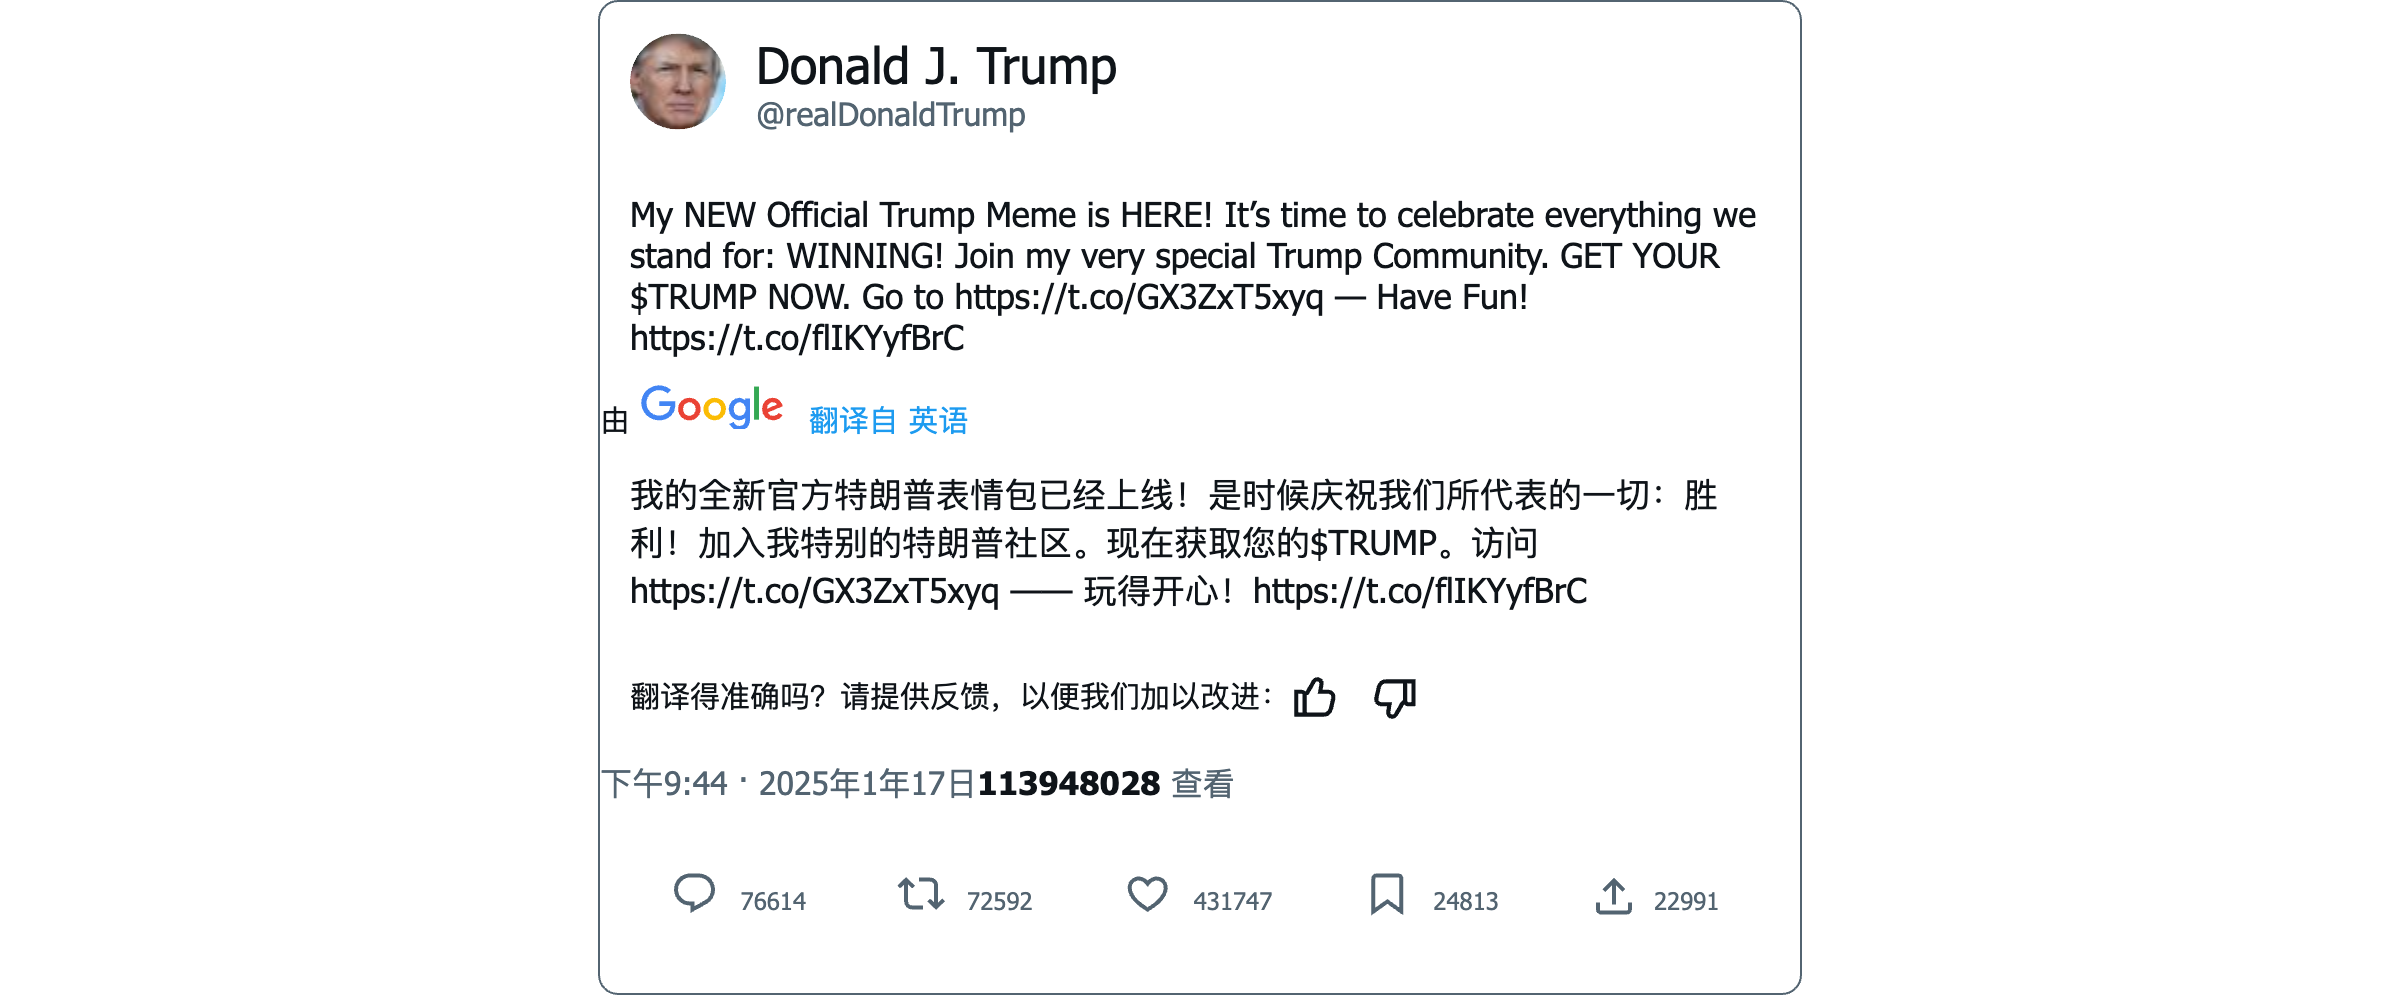 Donald J. Trump
@realDonaldTrump
My NEW Official Trump Meme is HERE! It’s time to celebrate everything we
stand for: WINNING! Join my very special Trump Community. GET YOUR
$TRUMP NOW. Go to https://t.co/GX3ZxT5xyq — Have Fun!
https://t.co/flIKYyfBrC
由 Google 翻译自 英语
我的全新官方特朗普表情包已经上线！是时候庆祝我们所代表的一切：胜
利！加入我特别的特朗普社区。现在获取您的$TRUMP。访问
https://t.co/GX3ZxT5xyq —— 玩得开心！https://t.co/flIKYyfBrC
翻译得准确吗？请提供反馈，以便我们加以改进：
下午9:44 · 2025年1年17日113948028 查看
76614 72592 431747 24813 22991